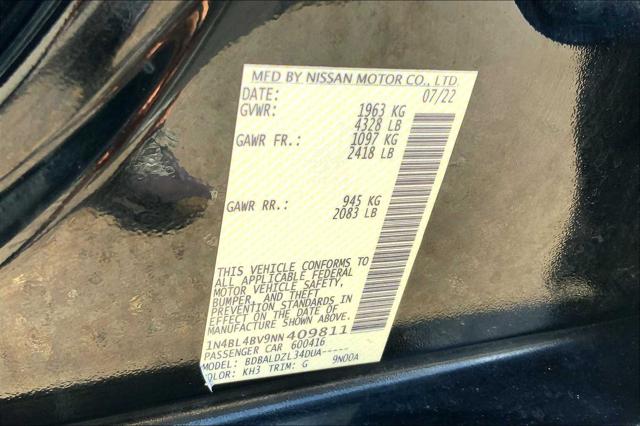 MFD BY NISSAN MOTOR CO., LTD.
DATE: 07/22
GVWR: 1963 KG
4328 LB
GAWR FR.: 1097 KG
2418 LB
GAWR RR.: 945 KG
2083 LB
THIS VEHICLE CONFORMS TO
ALL APPLICABLE FEDERAL
MOTOR VEHICLE SAFETY,
BUMPER, AND THEFT
PREVENTION STANDARDS IN
EFFECT ON THE DATE OF
MANUFACTURE SHOWN ABOVE.
1N4BL4BV9NN409811
PASSENGER CAR 600416
MODEL: BDBALDZL34DUA-----
COLOR: KH3 TRIM: G 9N00A